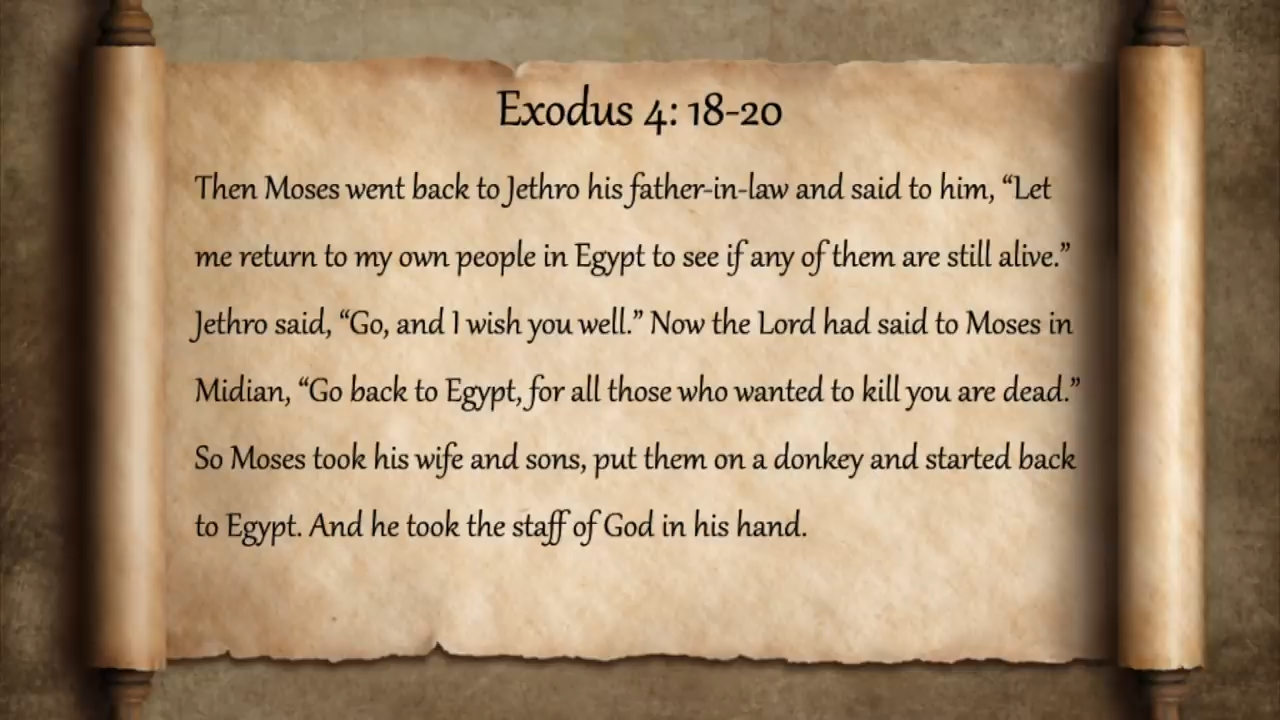 Exodus 4: 18-20
Then Moses went back to Jethro his father-in-law and said to him, “Let
me return to my own people in Egypt to see if any of them are still alive.”
Jethro said, “Go, and I wish you well.” Now the Lord had said to Moses in
Midian, “Go back to Egypt, for all those who wanted to kill you are dead.”
So Moses took his wife and sons, put them on a donkey and started back
to Egypt. And he took the staff of God in his hand.